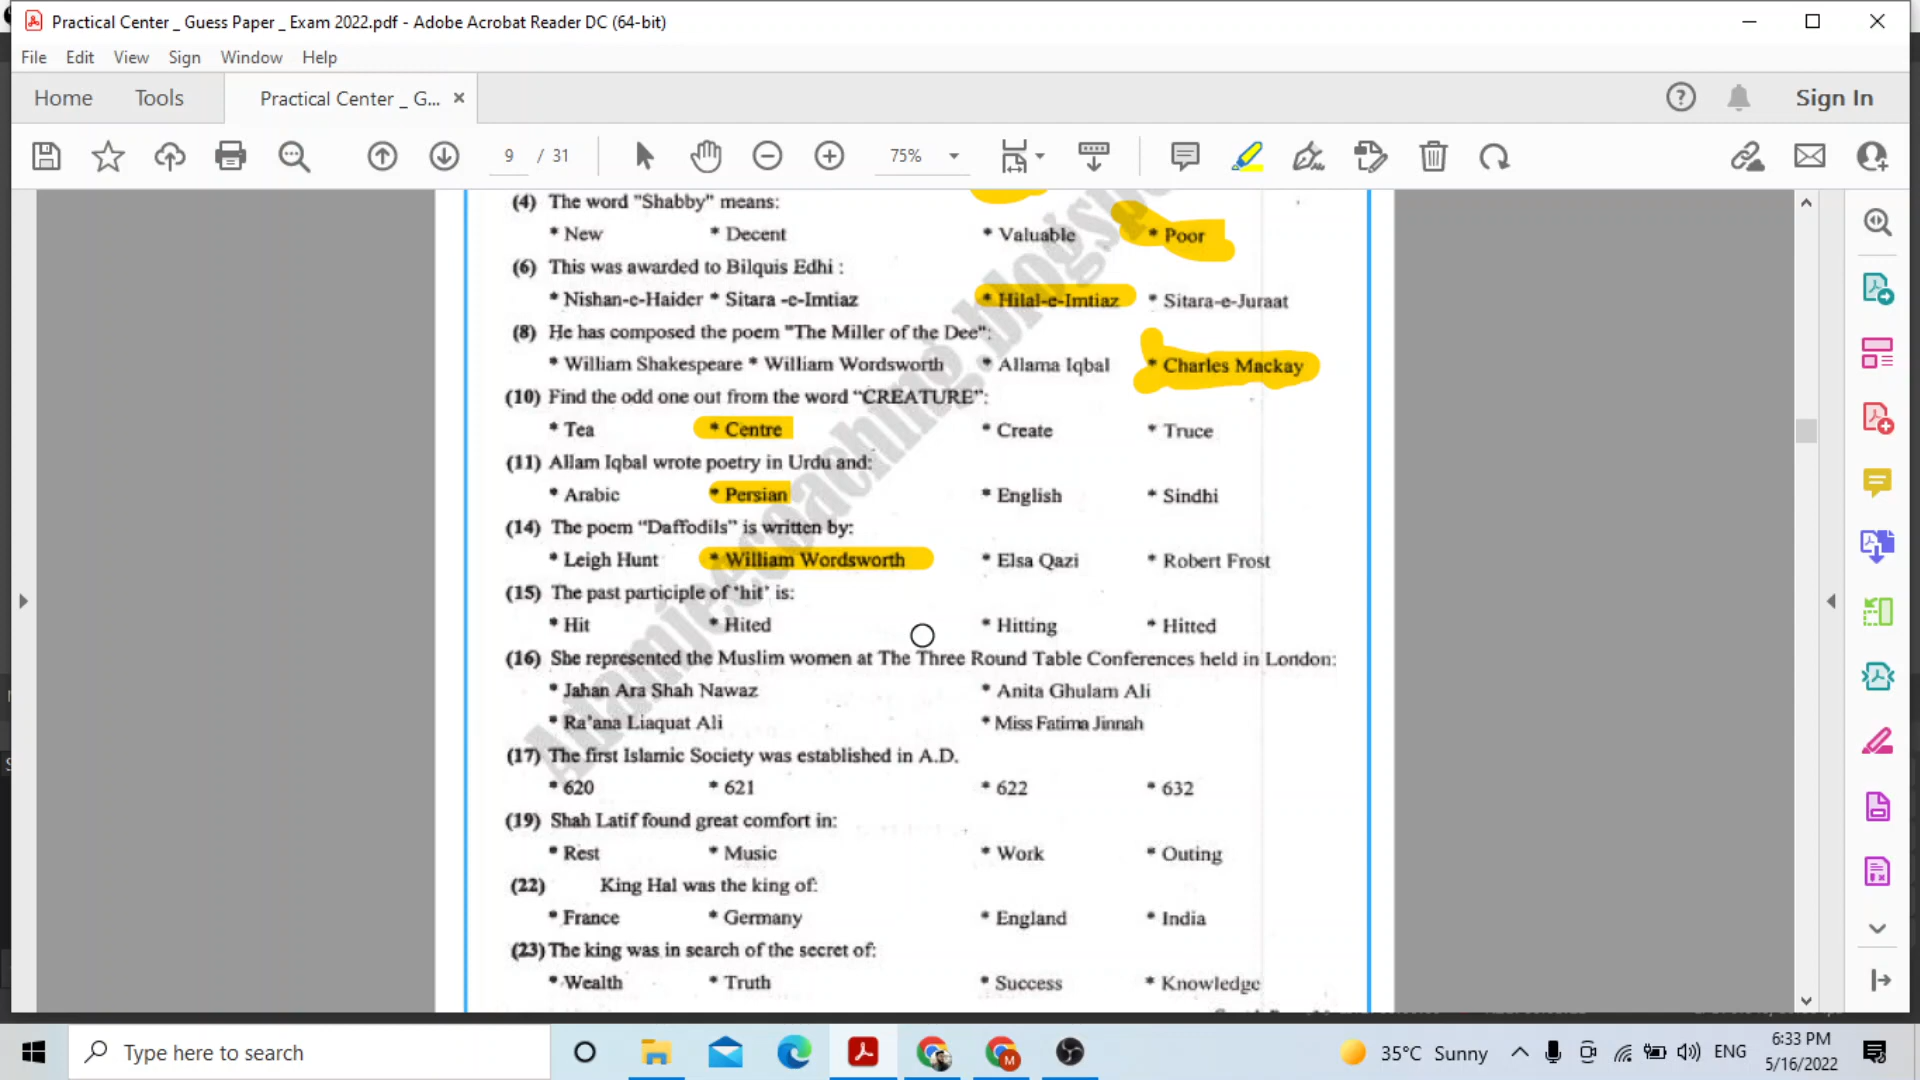 Practical Center _ Guess Paper _ Exam 2022.pdf - Adobe Acrobat Reader DC (64-bit)
File Edit View Sign Window Help
Home Tools Practical Center _ G... × Sign In
9 / 31 75%
(4) The word "Shabby" means:
* New * Decent * Valuable * Poor
(6) This was awarded to Bilquis Edhi :
* Nishan-e-Haider * Sitara -e-Imtiaz * Hilal-e-Imtiaz * Sitara-e-Juraat
(8) He has composed the poem "The Miller of the Dee":
* William Shakespeare * William Wordsworth * Allama Iqbal * Charles Mackay
(10) Find the odd one out from the word "CREATURE":
* Tea * Centre * Create * Truce
(11) Allam Iqbal wrote poetry in Urdu and:
* Arabic * Persian * English * Sindhi
(14) The poem "Daffodils" is written by:
* Leigh Hunt * William Wordsworth * Elsa Qazi * Robert Frost
(15) The past participle of 'hit' is:
* Hit * Hited * Hitting * Hitted
(16) She represented the Muslim women at The Three Round Table Conferences held in London:
* Jahan Ara Shah Nawaz * Anita Ghulam Ali
* Ra'ana Liaquat Ali * Miss Fatima Jinnah
(17) The first Islamic Society was established in A.D.
* 620 * 621 * 622 * 632
(19) Shah Latif found great comfort in:
* Rest * Music * Work * Outing
(22) King Hal was the king of:
* France * Germany * England * India
(23) The king was in search of the secret of:
* Wealth * Truth * Success * Knowledge
Adamjeecoaching.blogsp
Type here to search
35°C Sunny ENG 6:33 PM
5/16/2022